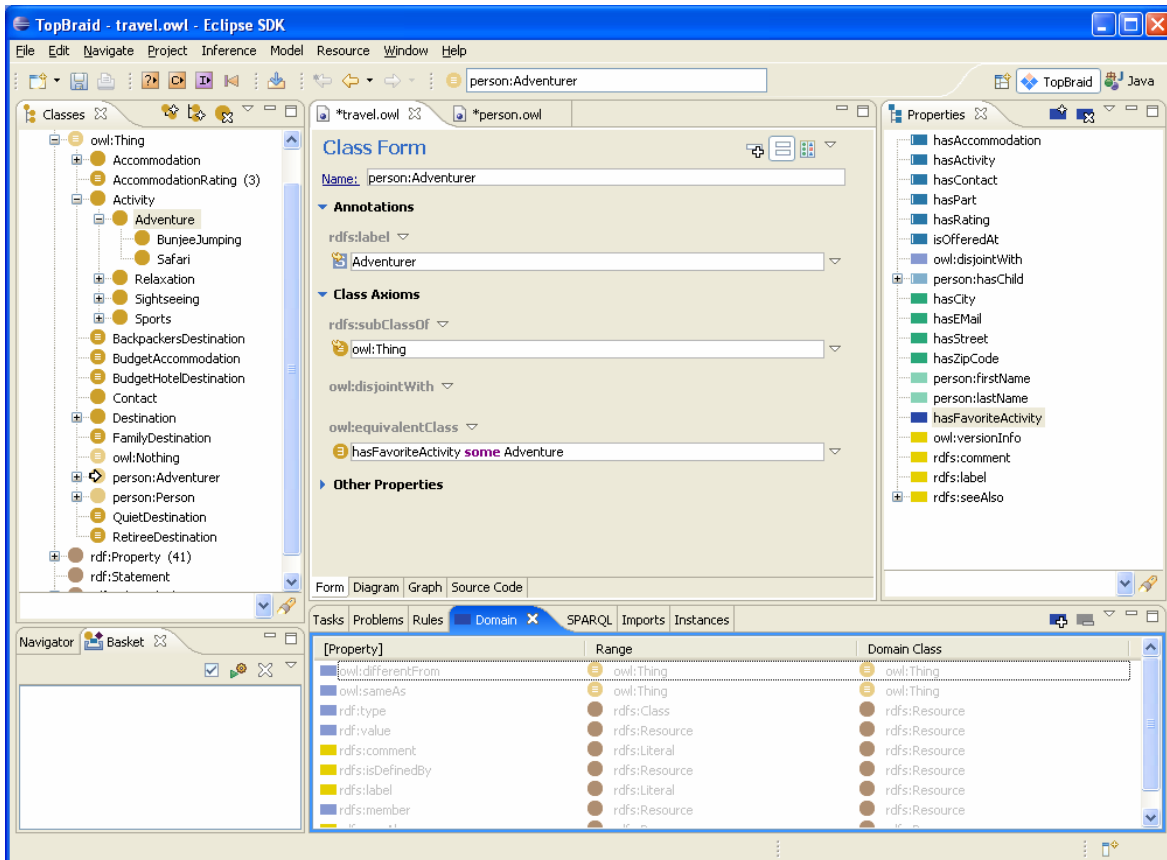 TopBraid - travel.owl - Eclipse SDK
File Edit Navigate Project Inference Model Resource Window Help
person:Adventurer
TopBraid
Java
Classes
owl:Thing
Accommodation
AccommodationRating (3)
Activity
Adventure
BunjeeJumping
Safari
Relaxation
Sightseeing
Sports
BackpackersDestination
BudgetAccommodation
BudgetHotelDestination
Contact
Destination
FamilyDestination
owl:Nothing
person:Adventurer
person:Person
QuietDestination
RetireeDestination
rdf:Property (41)
rdf:Statement
Navigator
Basket
*travel.owl
*person.owl
Class Form
Name: person:Adventurer
Annotations
rdfs:label
Adventurer
Class Axioms
rdfs:subClassOf
owl:Thing
owl:disjointWith
owl:equivalentClass
hasFavoriteActivity some Adventure
Other Properties
Form Diagram Graph Source Code
Properties
hasAccommodation
hasActivity
hasContact
hasPart
hasRating
isOfferedAt
owl:disjointWith
person:hasChild
hasCity
hasEMail
hasStreet
hasZipCode
person:firstName
person:lastName
hasFavoriteActivity
owl:versionInfo
rdfs:comment
rdfs:label
rdfs:seeAlso
Tasks Problems Rules Domain SPARQL Imports Instances
[Property] Range Domain Class
owl:differentFrom owl:Thing owl:Thing
owl:sameAs owl:Thing owl:Thing
rdf:type rdfs:Class rdfs:Resource
rdf:value rdfs:Resource rdfs:Resource
rdfs:comment rdfs:Literal rdfs:Resource
rdfs:isDefinedBy rdfs:Resource rdfs:Resource
rdfs:label rdfs:Literal rdfs:Resource
rdfs:member rdfs:Resource rdfs:Resource